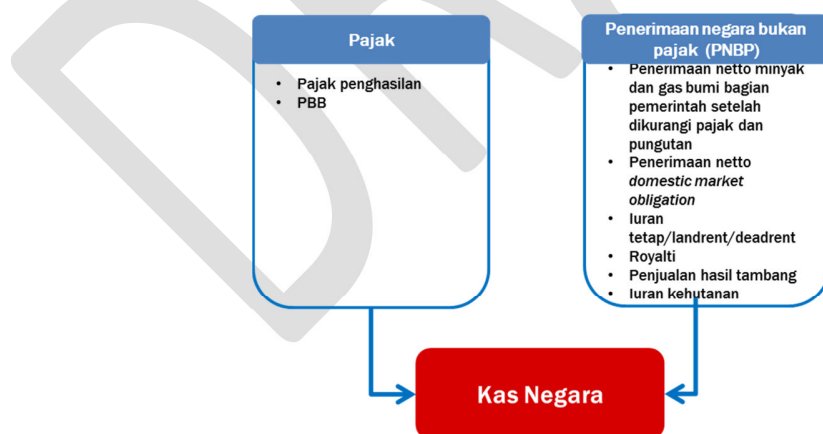 Pajak
• Pajak penghasilan
• PBB
Penerimaan negara bukan
pajak (PNBP)
• Penerimaan netto minyak
dan gas bumi bagian
pemerintah setelah
dikurangi pajak dan
pungutan
• Penerimaan netto
domestic market
obligation
• Iuran
tetap/landrent/deadrent
• Royalti
• Penjualan hasil tambang
• Iuran kehutanan
Kas Negara